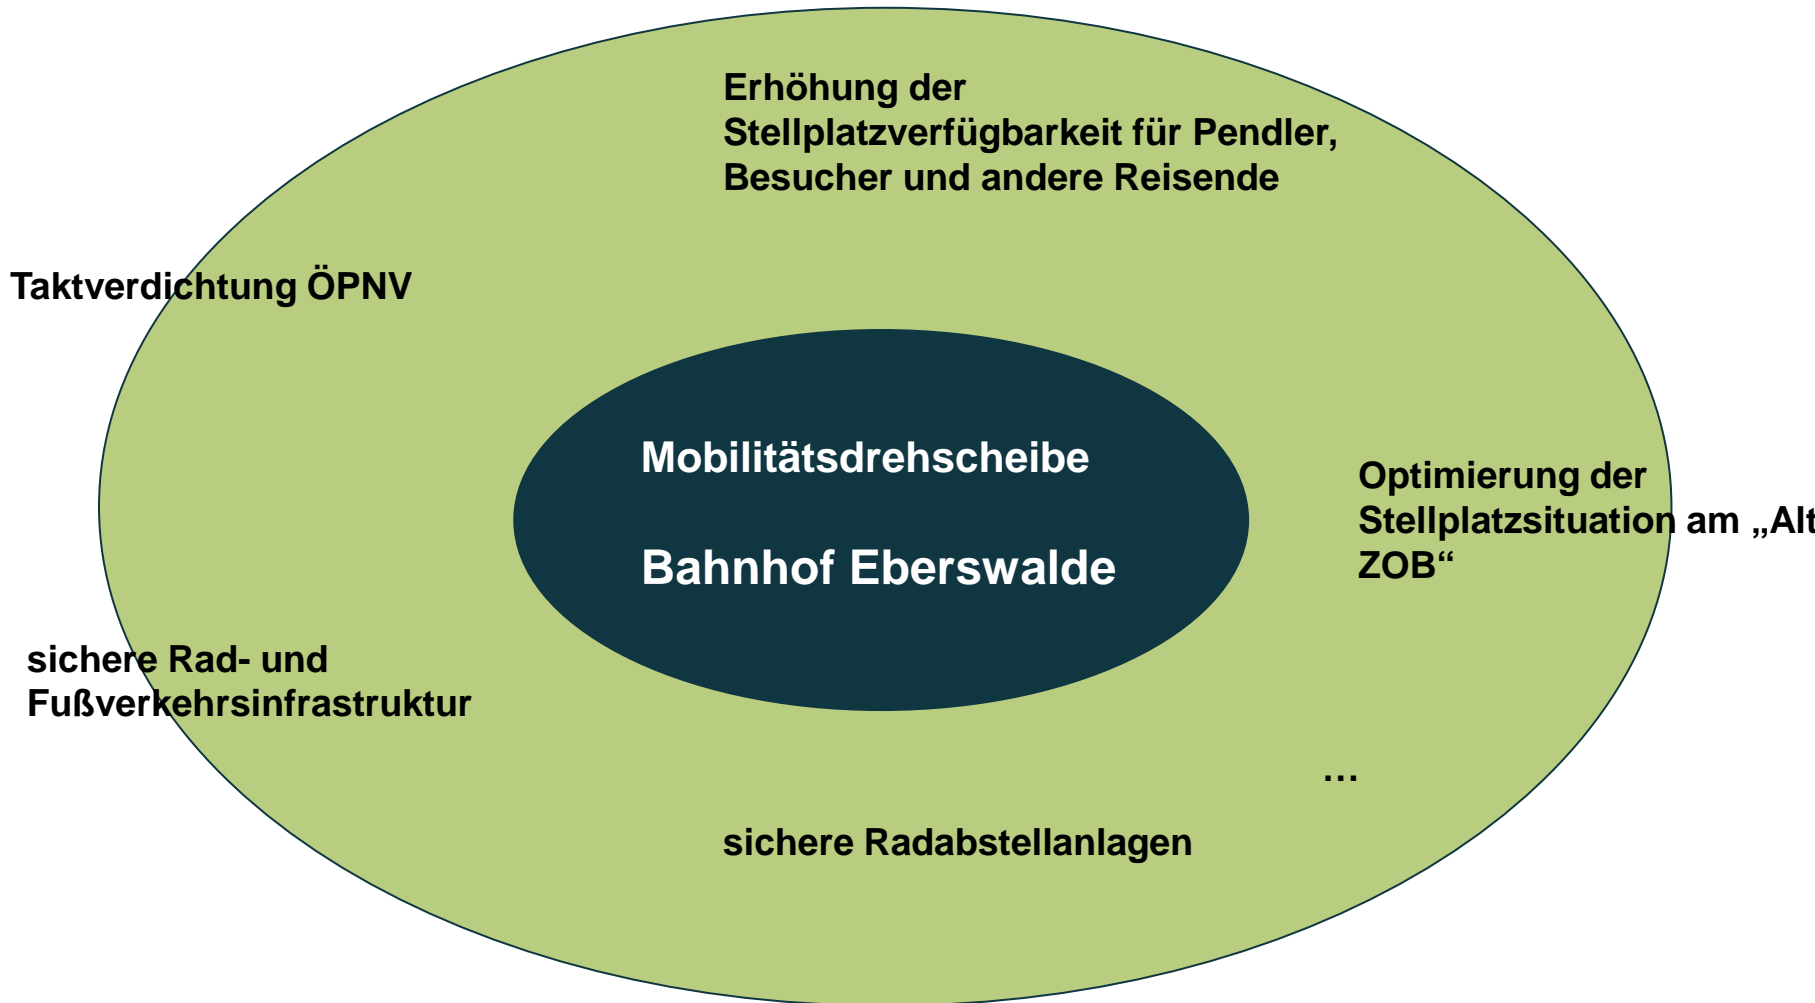 Erhöhung der
Stellplatzverfügbarkeit für Pendler,
Besucher und andere Reisende
Taktverdichtung ÖPNV
Mobilitätsdrehscheibe
Bahnhof Eberswalde
Optimierung der
Stellplatzsituation am „Alt
ZOB“
sichere Rad- und
Fußverkehrsinfrastruktur
…
sichere Radabstellanlagen